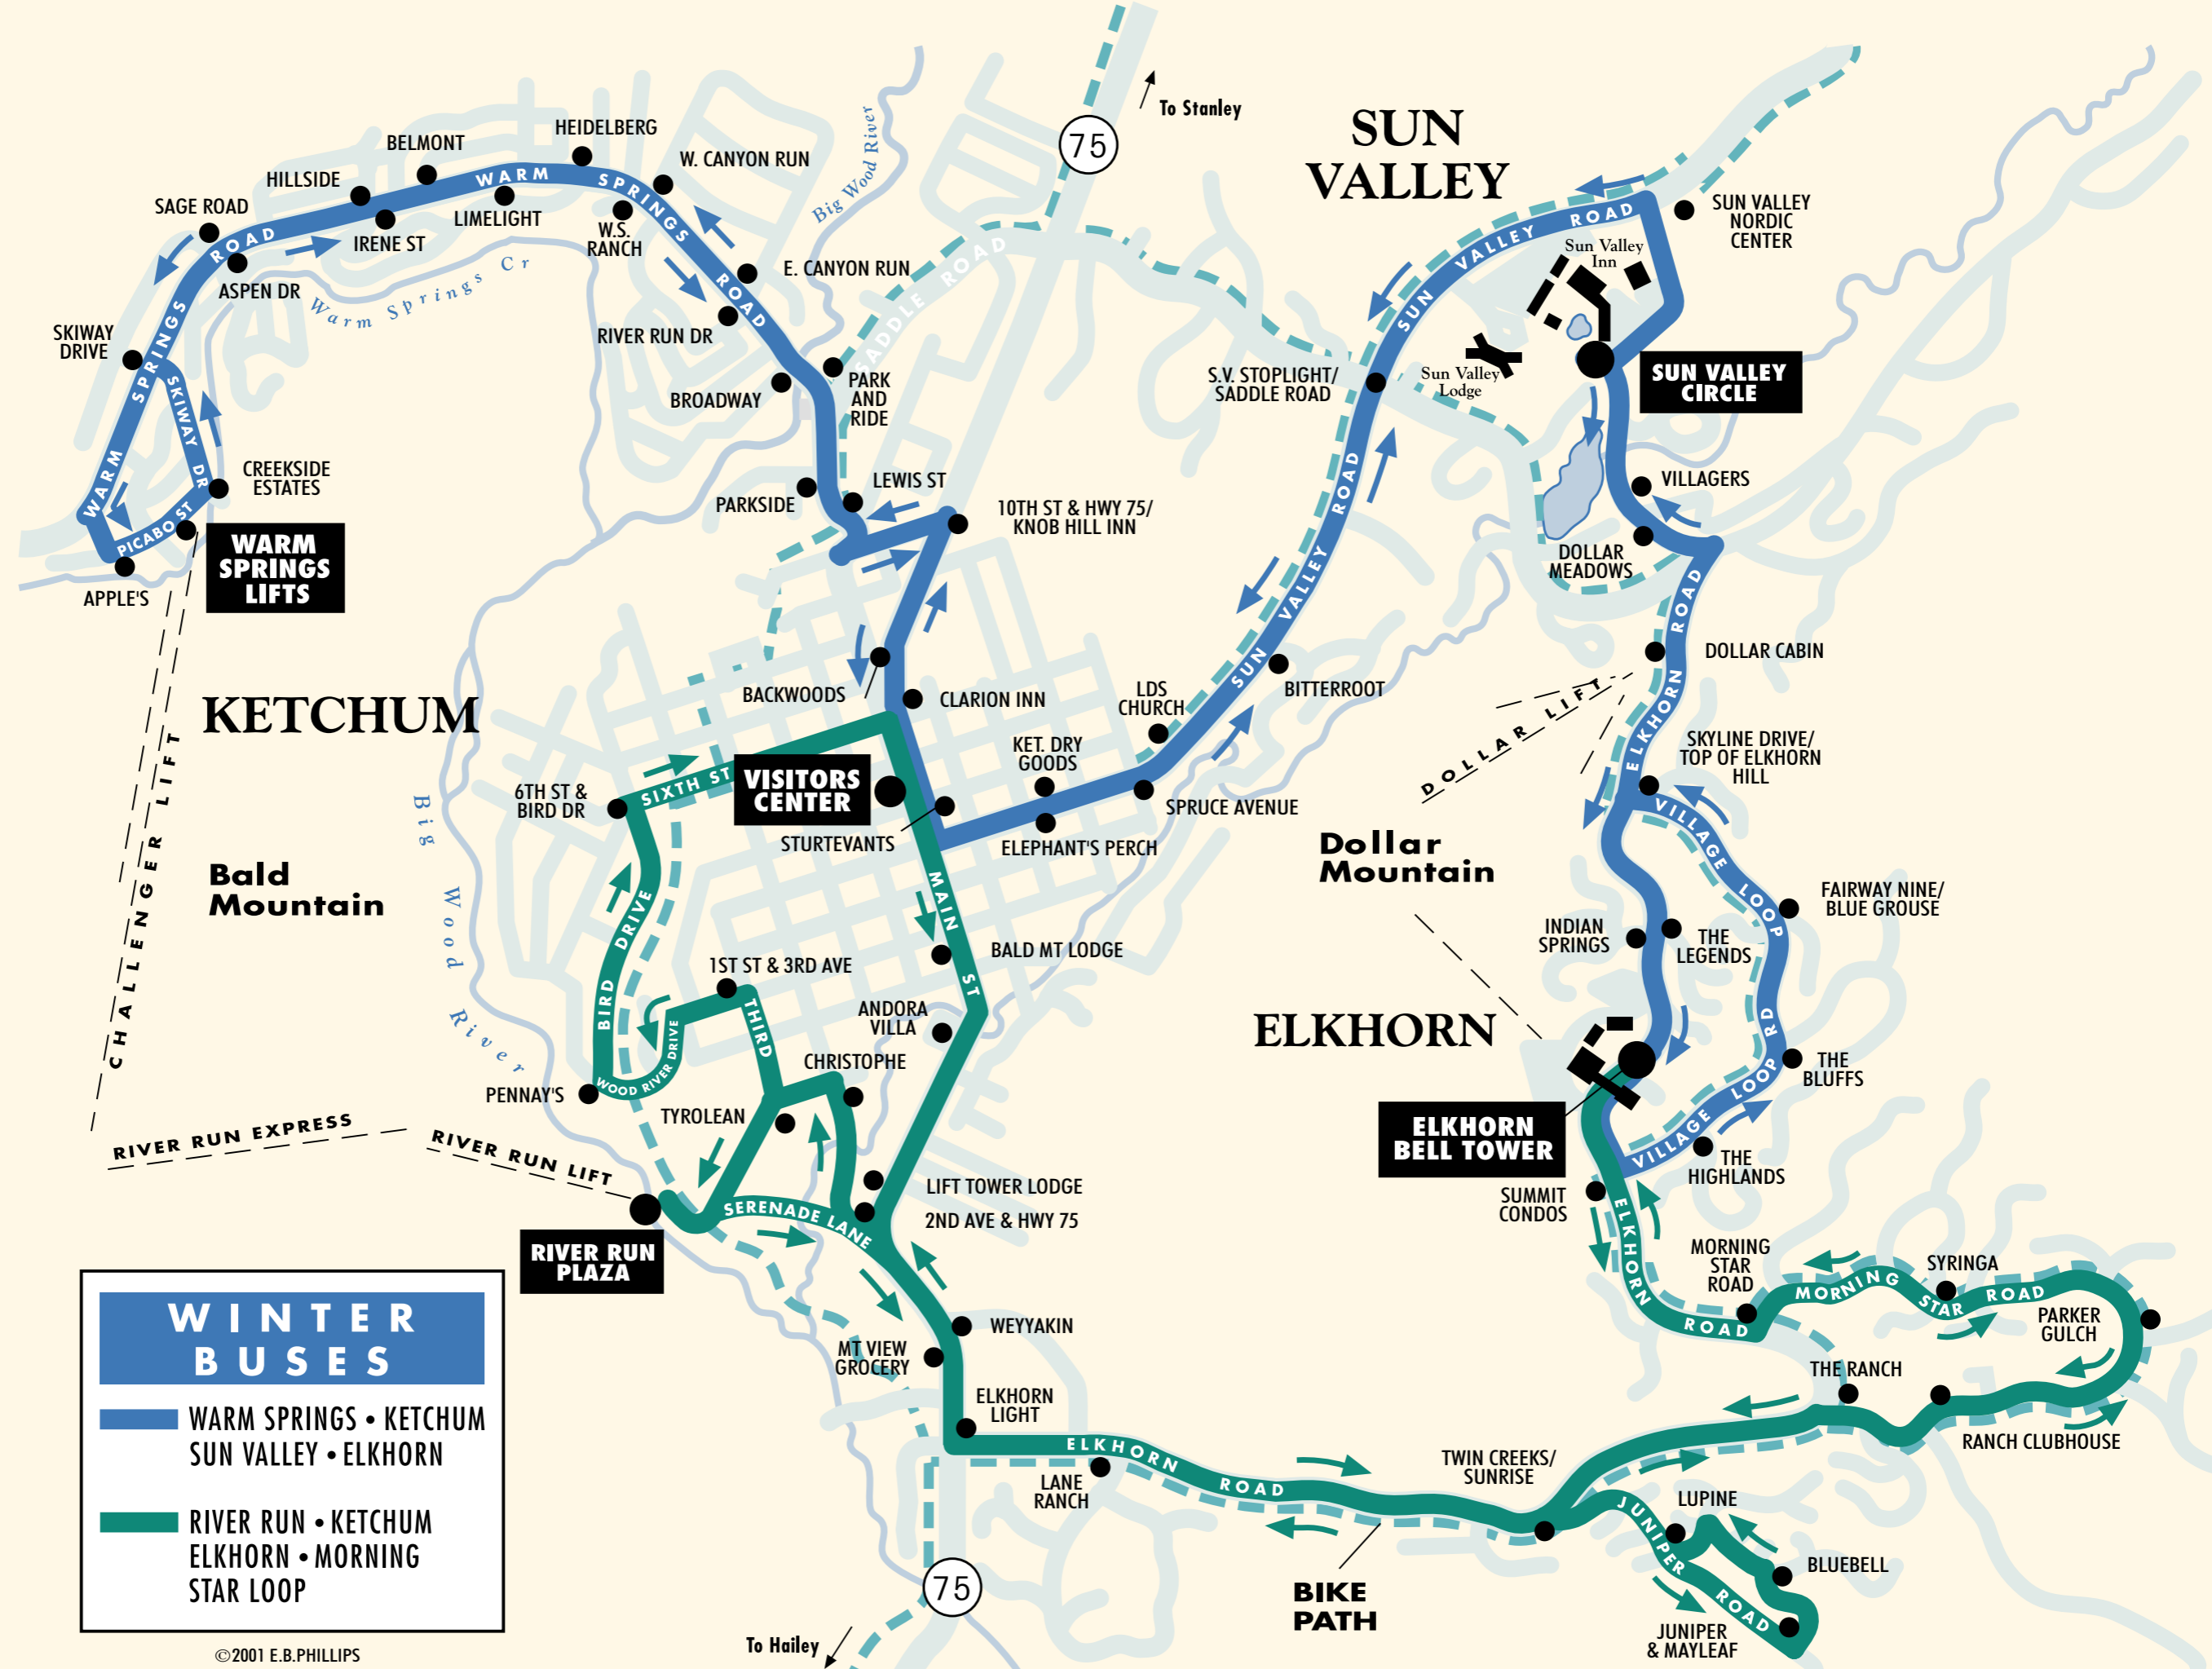 To Stanley
75
SUN
VALLEY
HEIDELBERG
BELMONT
W. CANYON RUN
HILLSIDE
WARM SPRINGS ROAD
SAGE ROAD
LIMELIGHT
W.S.
RANCH
IRENE ST
ASPEN DR
Warm Springs Cr
Big Wood River
E. CANYON RUN
RIVER RUN DR
SADDLE ROAD
SKIWAY
DRIVE
WARM SPRINGS ROAD
SKIWAY DR
BROADWAY
PARK
AND
RIDE
CREEKSIDE
ESTATES
PICABO ST
WARM
SPRINGS
LIFTS
APPLE'S
PARKSIDE
LEWIS ST
10TH ST & HWY 75/
KNOB HILL INN
SUN VALLEY ROAD
SUN VALLEY
NORDIC
CENTER
Sun Valley
Inn
Sun Valley
Lodge
S.V. STOPLIGHT/
SADDLE ROAD
SUN VALLEY
CIRCLE
VILLAGERS
DOLLAR
MEADOWS
SUN VALLEY ROAD
ELKHORN ROAD
DOLLAR CABIN
DOLLAR LIFT
SKYLINE DRIVE/
TOP OF ELKHORN
HILL
KETCHUM
BACKWOODS
CLARION INN
LDS
CHURCH
BITTERROOT
KET. DRY
GOODS
SPRUCE AVENUE
ELEPHANT'S PERCH
6TH ST &
BIRD DR
SIXTH ST
VISITORS
CENTER
STURTEVANTS
CHALLENGER LIFT
Bald
Mountain
Big Wood River
Dollar
Mountain
VILLAGE LOOP RD
FAIRWAY NINE/
BLUE GROUSE
INDIAN
SPRINGS
THE
LEGENDS
MAIN ST
BALD MT LODGE
BIRD DRIVE
1ST ST & 3RD AVE
THIRD
ANDORA
VILLA
WOOD RIVER DRIVE
CHRISTOPHE
PENNAY'S
TYROLEAN
ELKHORN
THE
BLUFFS
ELKHORN
BELL TOWER
VILLAGE LOOP
THE
HIGHLANDS
SUMMIT
CONDOS
RIVER RUN EXPRESS
RIVER RUN LIFT
LIFT TOWER LODGE
2ND AVE & HWY 75
SERENADE LANE
RIVER RUN
PLAZA
ELKHORN ROAD
MORNING
STAR
ROAD
MORNING STAR ROAD
SYRINGA
PARKER
GULCH
WEYYAKIN
MT VIEW
GROCERY
THE RANCH
RANCH CLUBHOUSE
ELKHORN
LIGHT
ELKHORN ROAD
LANE
RANCH
TWIN CREEKS/
SUNRISE
JUNIPER ROAD
LUPINE
BLUEBELL
JUNIPER
& MAYLEAF
BIKE
PATH
75
To Hailey
WINTER
BUSES
WARM SPRINGS • KETCHUM
SUN VALLEY • ELKHORN
RIVER RUN • KETCHUM
ELKHORN • MORNING
STAR LOOP
©2001 E.B.PHILLIPS